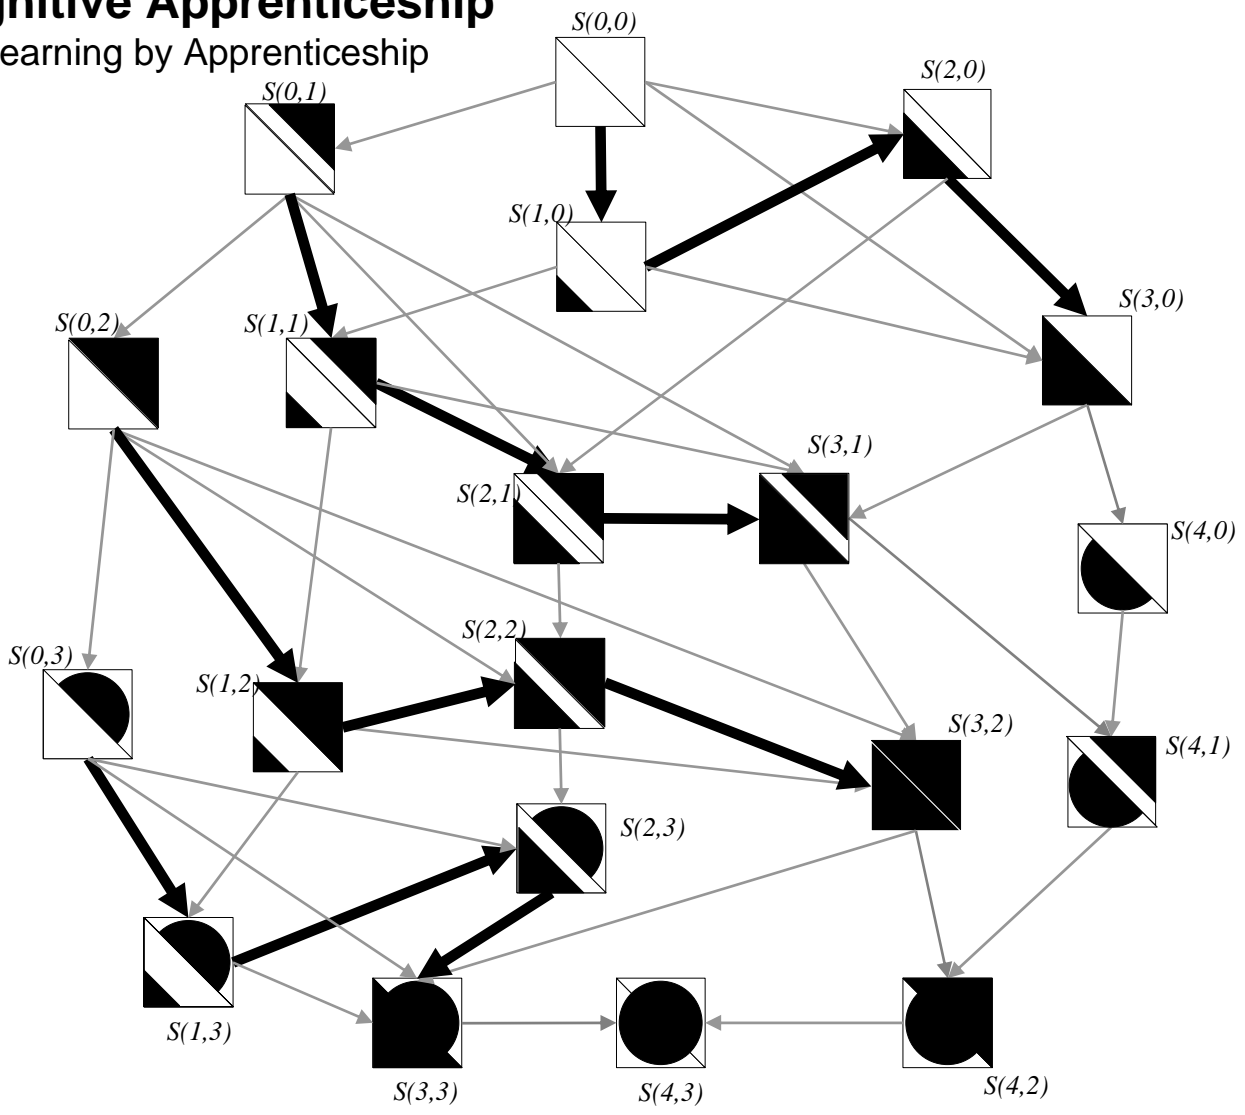 gnitive Apprenticeship
earning by Apprenticeship
S(0,0)
S(2,0)
S(0,1)
S(1,0)
S(3,0)
S(0,2)
S(1,1)
S(3,1)
S(2,1)
S(4,0)
S(2,2)
S(0,3)
S(1,2)
S(3,2)
S(4,1)
S(2,3)
S(1,3)
S(3,3)
S(4,3)
S(4,2)